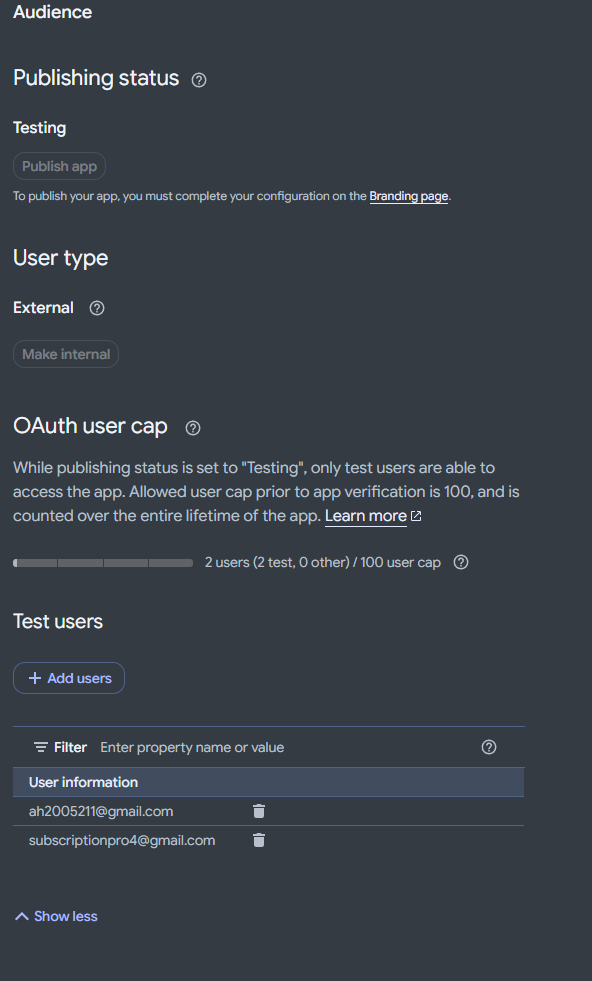 Audience
Publishing status
Testing
Publish app
To publish your app, you must complete your configuration on the Branding page.
User type
External
Make internal
OAuth user cap
While publishing status is set to "Testing", only test users are able to
access the app. Allowed user cap prior to app verification is 100, and is
counted over the entire lifetime of the app. Learn more
2 users (2 test, 0 other) / 100 user cap
Test users
+ Add users
Filter Enter property name or value
User information
ah2005211@gmail.com
subscriptionpro4@gmail.com
Show less